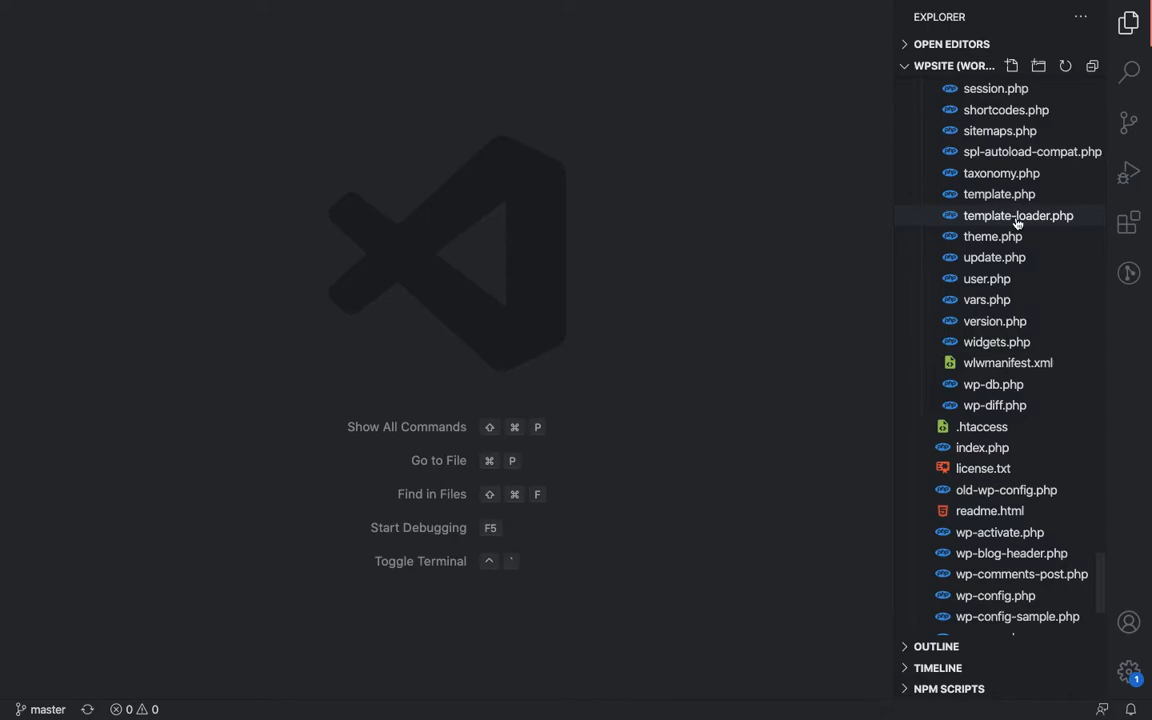 EXPLORER
OPEN EDITORS
WPSITE (WOR...
session.php
shortcodes.php
sitemaps.php
spl-autoload-compat.php
taxonomy.php
template.php
template-loader.php
theme.php
update.php
user.php
vars.php
version.php
widgets.php
wlwmanifest.xml
wp-db.php
wp-diff.php
.htaccess
index.php
license.txt
old-wp-config.php
readme.html
wp-activate.php
wp-blog-header.php
wp-comments-post.php
wp-config.php
wp-config-sample.php
OUTLINE
TIMELINE
NPM SCRIPTS
Show All Commands ⇧ ⌘ P
Go to File ⌘ P
Find in Files ⇧ ⌘ F
Start Debugging F5
Toggle Terminal ^ `
1
master 0 0